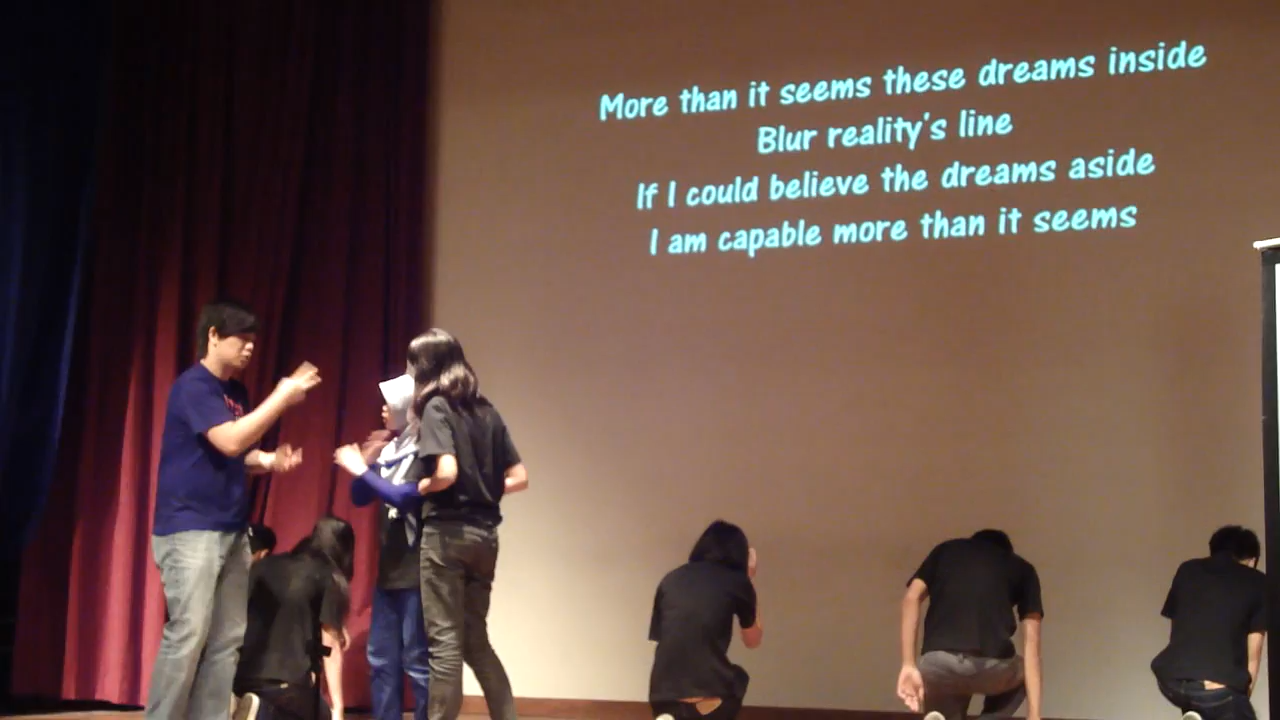 More than it seems these dreams inside
Blur reality's line
If I could believe the dreams aside
I am capable more than it seems